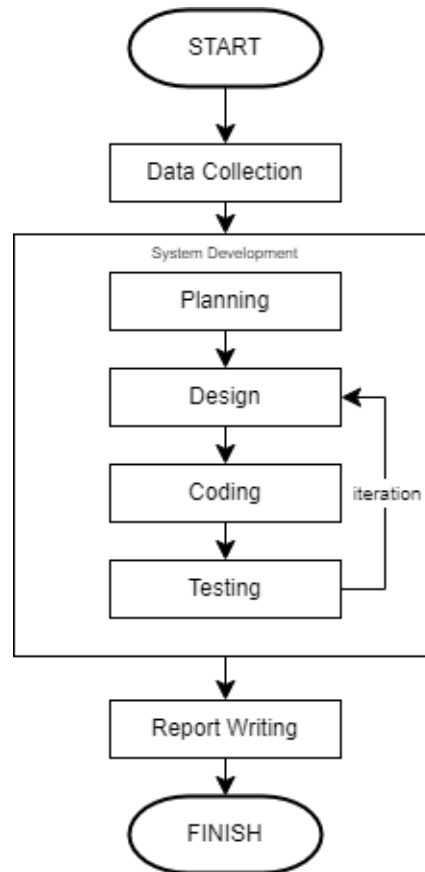 START
Data Collection
System Development
Planning
Design
Coding
iteration
Testing
Report Writing
FINISH